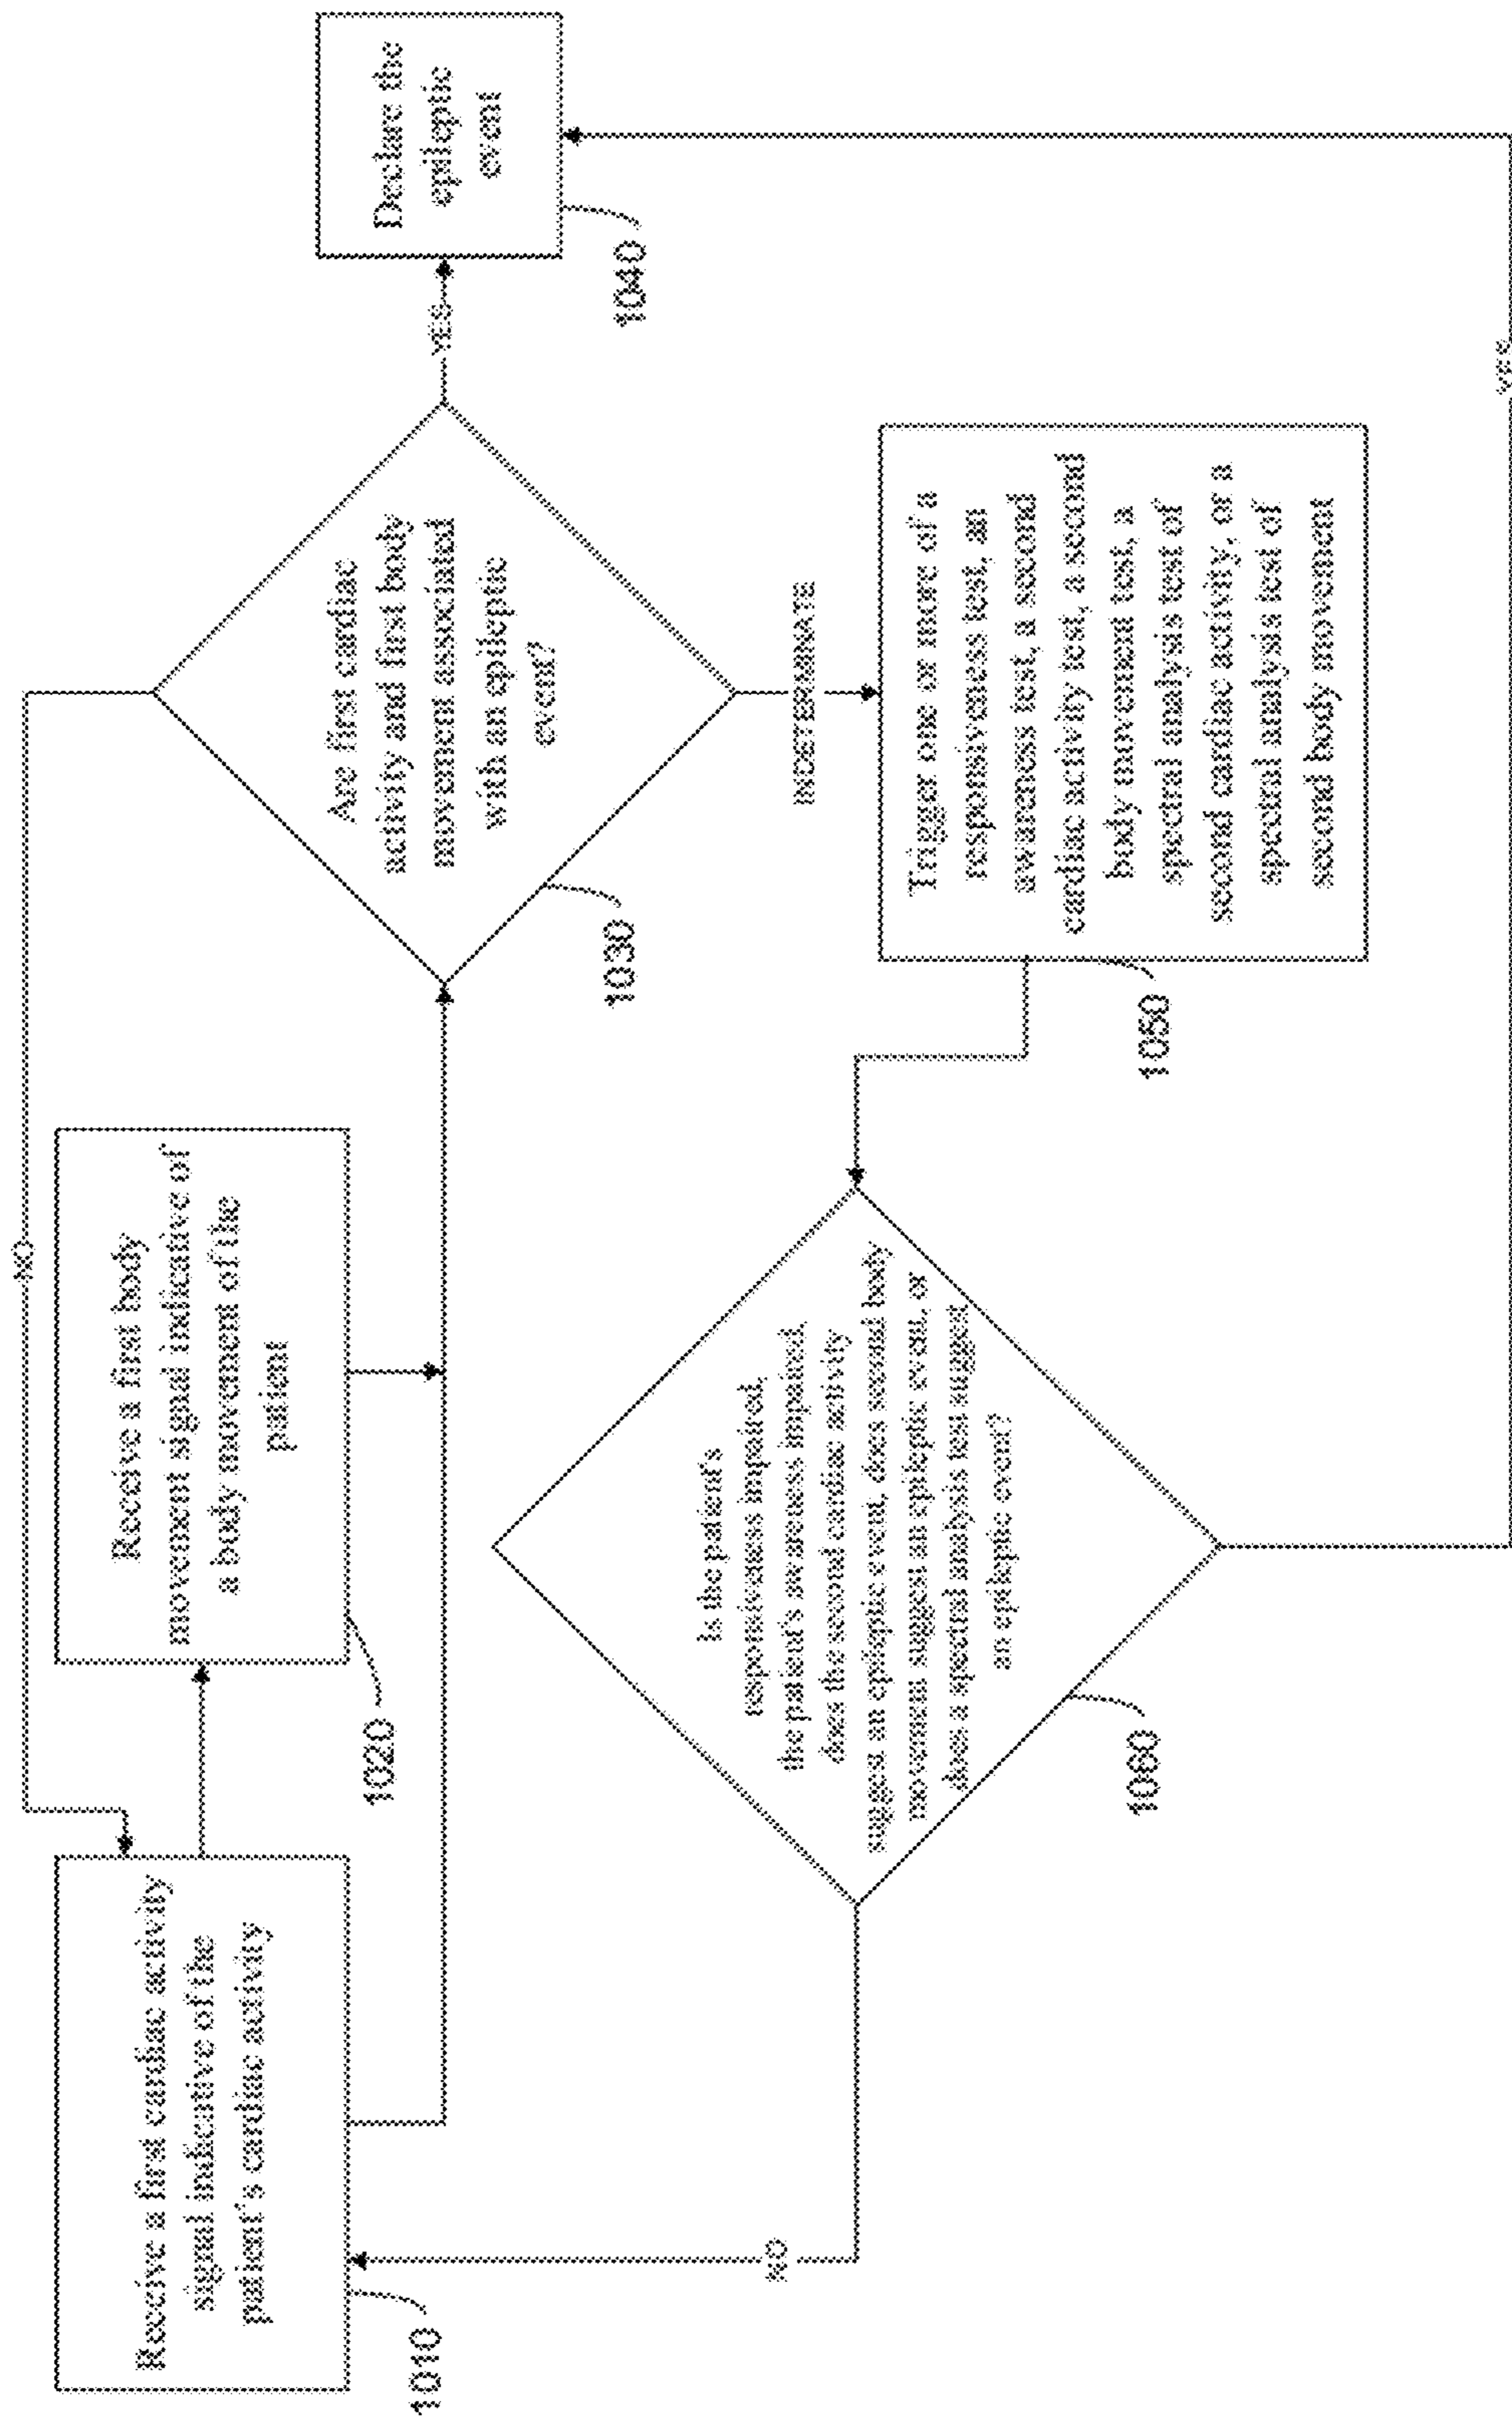 Receive a first cardiac activity
signal indicative of the
patient's cardiac activity
1010
Receive a first body
movement signal indicative of
a body movement of the
patient
1020
NO
Are first cardiac
activity and first body
movement associated
with an epileptic
event?
1030
YES
Declare the
epileptic
event
1040
INDETERMINATE
Trigger one or more of a
responsiveness test, an
awareness test, a second
cardiac activity test, a second
body movement test, a
spectral analysis test of
second cardiac activity, or a
spectral analysis test of
second body movement
1050
Is the patient's
responsiveness impaired,
the patient's awareness impaired,
does the second cardiac activity
suggest an epileptic event, does second body
movement suggest an epileptic event, or
does a spectral analysis test suggest
an epileptic event?
1060
NO
YES